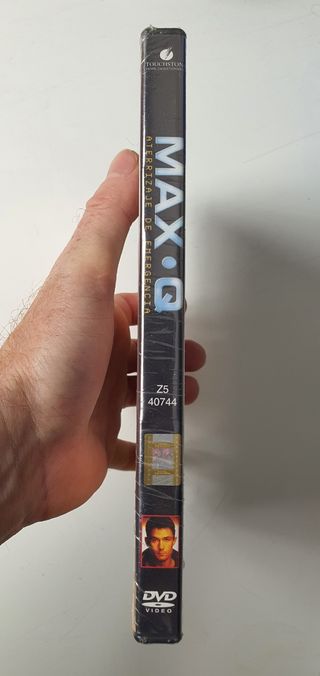 TOUCHSTONE
HOME ENTERTAINMENT
MAX·Q
ATERRIZAJE DE EMERGENCIA
Z5
40744
DVD
VIDEO